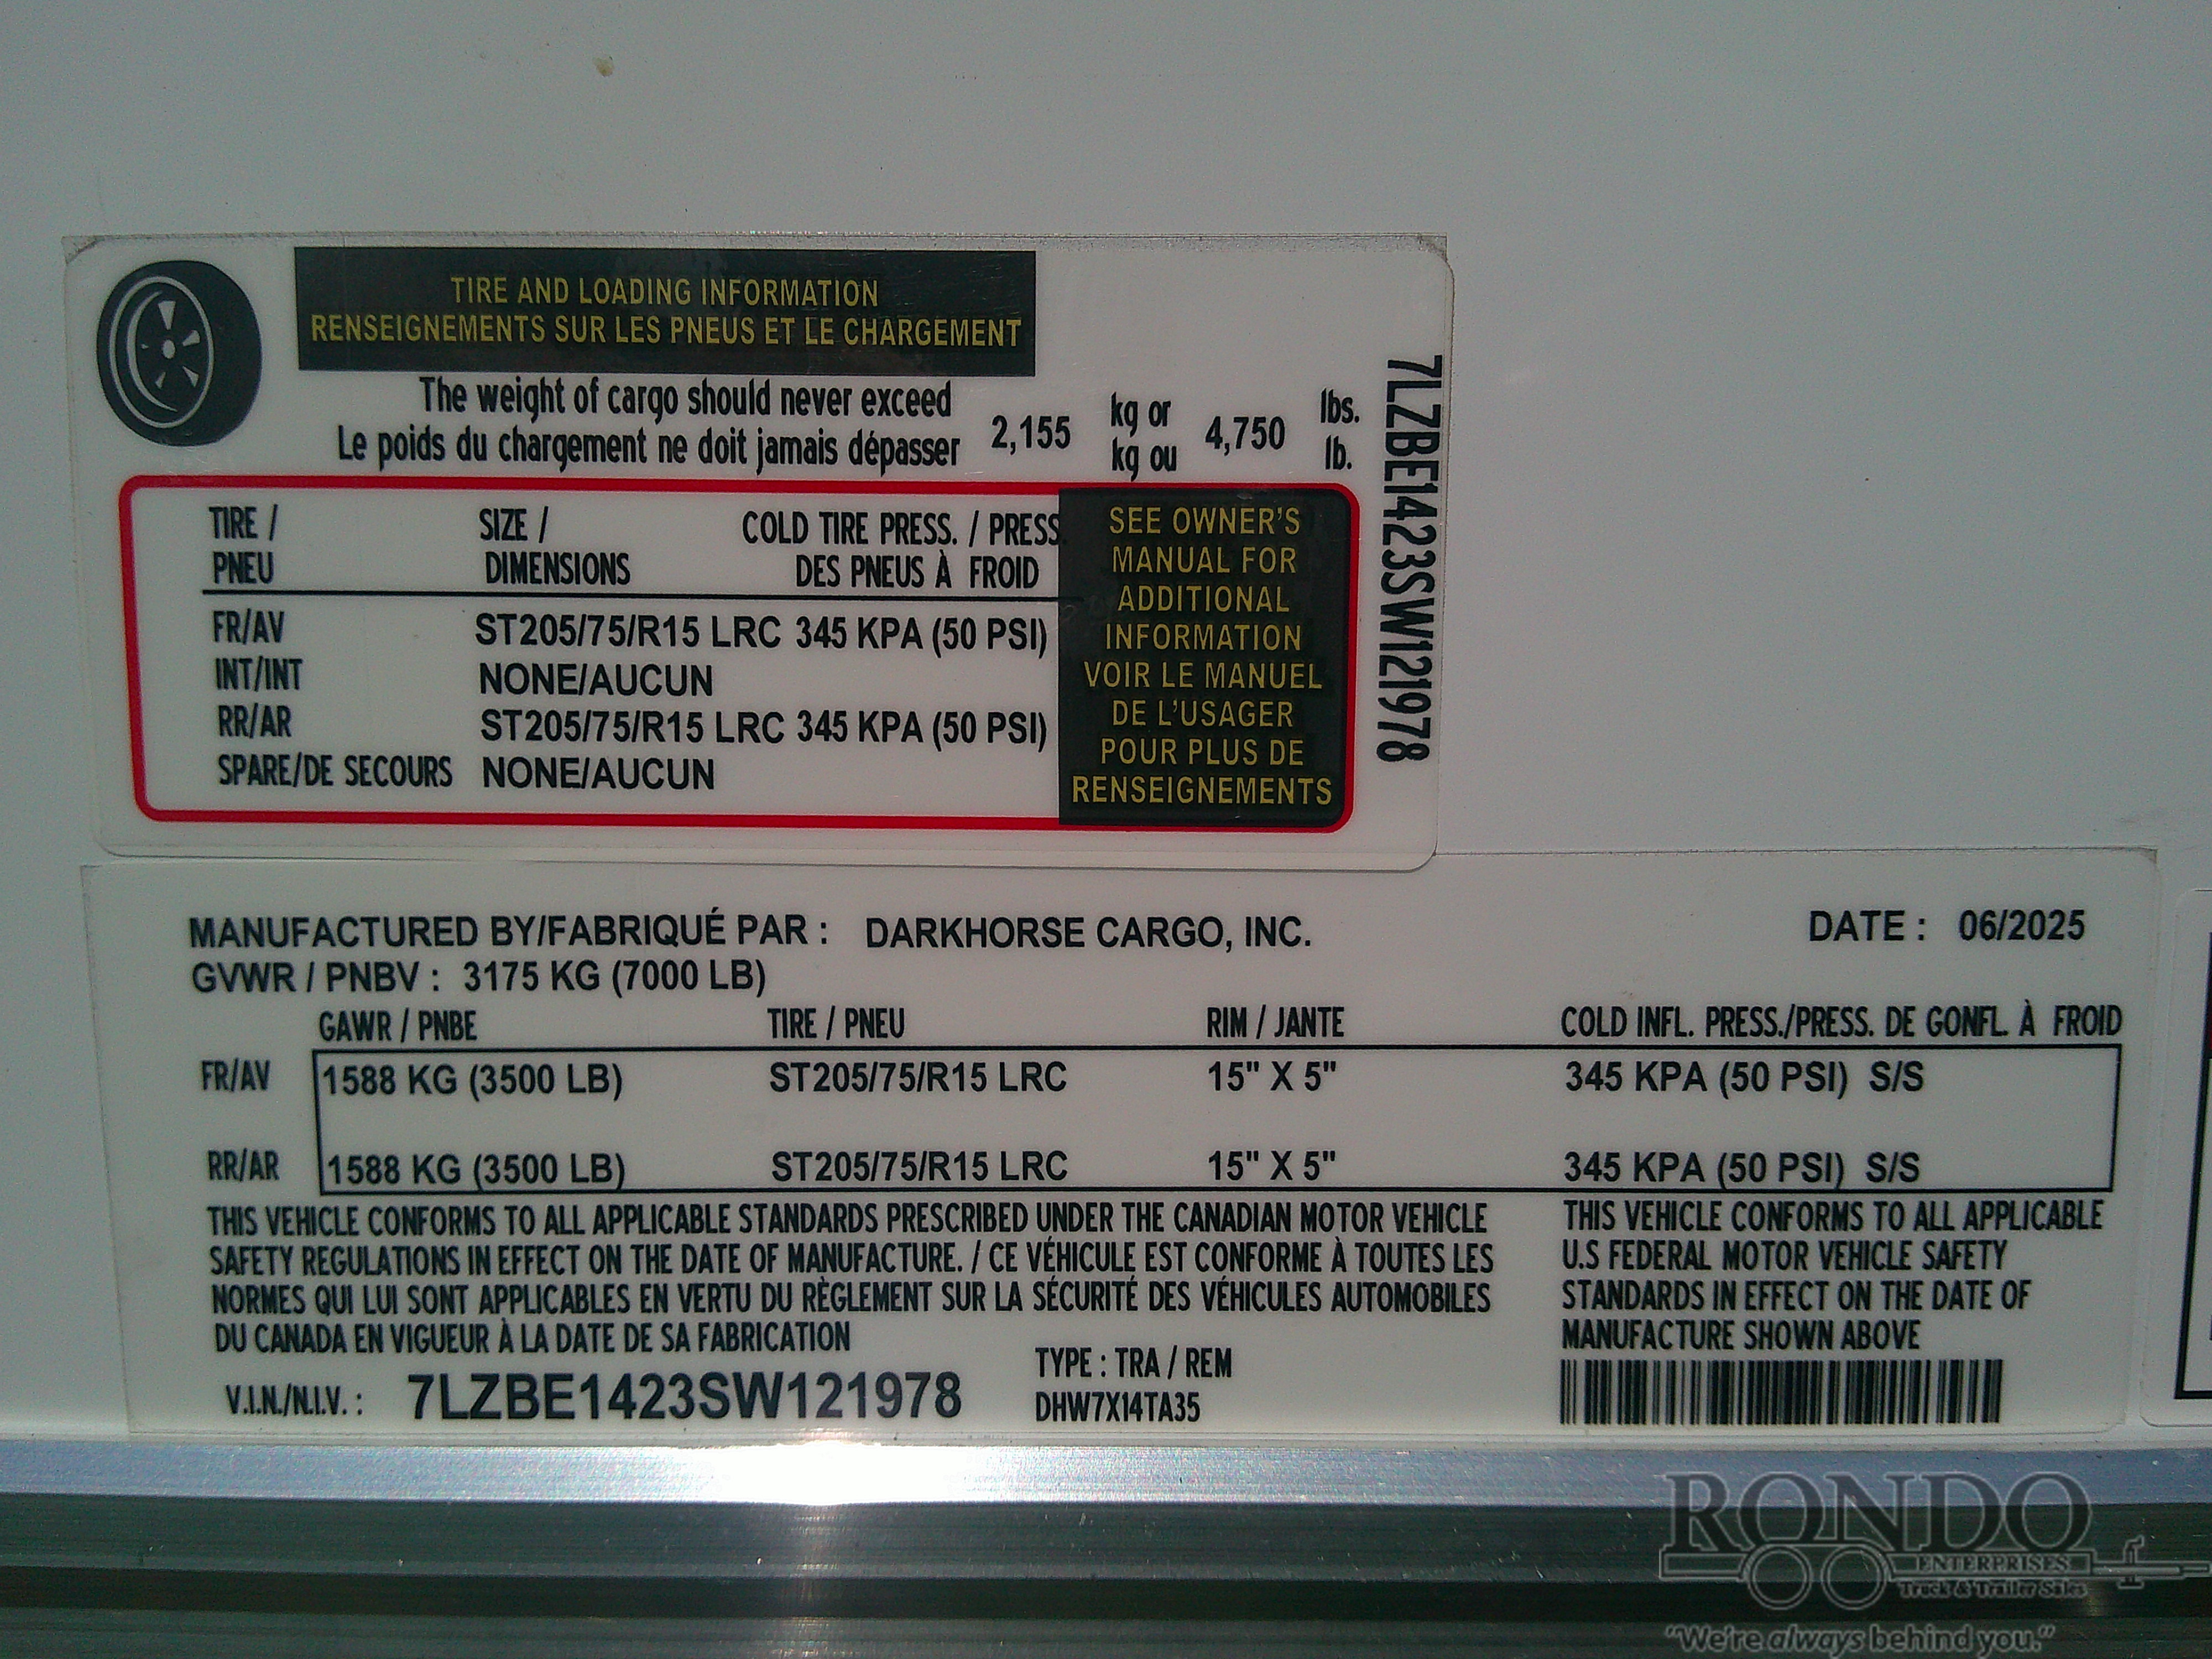 TIRE AND LOADING INFORMATION
RENSEIGNEMENTS SUR LES PNEUS ET LE CHARGEMENT
The weight of cargo should never exceed
Le poids du chargement ne doit jamais dépasser
2,155
kg or
kg ou
4,750
lbs.
lb.
7LZBE1423SW121978
TIRE / SIZE / COLD TIRE PRESS. / PRESS.
PNEU DIMENSIONS DES PNEUS À FROID
FR/AV ST205/75/R15 LRC 345 KPA (50 PSI)
INT/INT NONE/AUCUN
RR/AR ST205/75/R15 LRC 345 KPA (50 PSI)
SPARE/DE SECOURS NONE/AUCUN
SEE OWNER'S
MANUAL FOR
ADDITIONAL
INFORMATION
VOIR LE MANUEL
DE L'USAGER
POUR PLUS DE
RENSEIGNEMENTS
MANUFACTURED BY/FABRIQUÉ PAR : DARKHORSE CARGO, INC. DATE : 06/2025
GVWR / PNBV : 3175 KG (7000 LB)
GAWR / PNBE TIRE / PNEU RIM / JANTE COLD INFL. PRESS./PRESS. DE GONFL. À FROID
FR/AV 1588 KG (3500 LB) ST205/75/R15 LRC 15" X 5" 345 KPA (50 PSI) S/S
RR/AR 1588 KG (3500 LB) ST205/75/R15 LRC 15" X 5" 345 KPA (50 PSI) S/S
THIS VEHICLE CONFORMS TO ALL APPLICABLE STANDARDS PRESCRIBED UNDER THE CANADIAN MOTOR VEHICLE
SAFETY REGULATIONS IN EFFECT ON THE DATE OF MANUFACTURE. / CE VÉHICULE EST CONFORME À TOUTES LES
NORMES QUI LUI SONT APPLICABLES EN VERTU DU RÈGLEMENT SUR LA SÉCURITÉ DES VÉHICULES AUTOMOBILES
DU CANADA EN VIGUEUR À LA DATE DE SA FABRICATION
THIS VEHICLE CONFORMS TO ALL APPLICABLE
U.S FEDERAL MOTOR VEHICLE SAFETY
STANDARDS IN EFFECT ON THE DATE OF
MANUFACTURE SHOWN ABOVE
V.I.N./N.I.V. : 7LZBE1423SW121978
TYPE : TRA / REM
DHW7X14TA35
RONDO
ENTERPRISES
Truck & Trailer Sales
"We're always behind you."